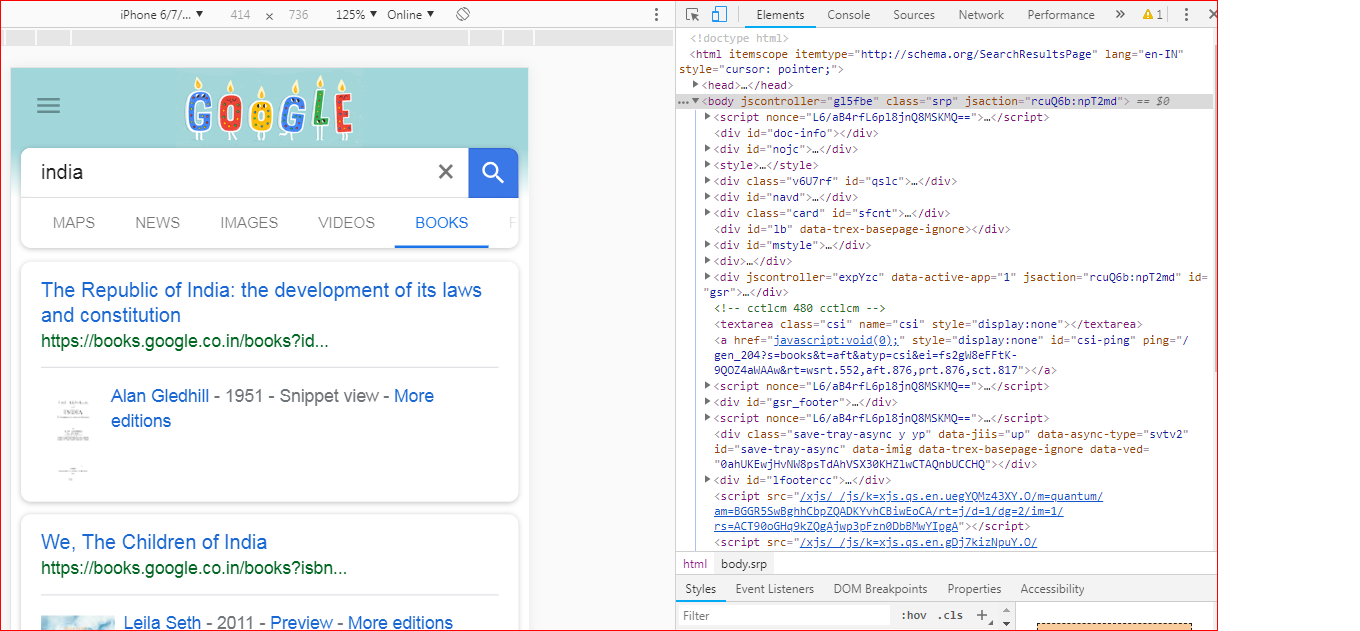 iPhone 6/7/... ▼ 414 × 736 125% ▼ Online ▼
Elements Console Sources Network Performance » 1
GOOGLE
india
MAPS NEWS IMAGES VIDEOS BOOKS
The Republic of India: the development of its laws
and constitution
https://books.google.co.in/books?id...
Alan Gledhill - 1951 - Snippet view - More
editions
We, The Children of India
https://books.google.co.in/books?isbn...
Leila Seth - 2011 - Preview - More editions
<!doctype html>
<html itemscope itemtype="http://schema.org/SearchResultsPage" lang="en-IN"
style="cursor: pointer;">
<head>…</head>
<body jscontroller="gl5fbe" class="srp" jsaction="rcuQ6b:npT2md"> == $0
<script nonce="L6/aB4rfL6pl8jnQ8MSKMQ==">…</script>
<div id="doc-info"></div>
<div id="nojc">…</div>
<style>…</style>
<div class="v6U7rf" id="qslc">…</div>
<div id="navd">…</div>
<div class="card" id="sfcnt">…</div>
<div id="lb" data-trex-basepage-ignore></div>
<div id="mstyle">…</div>
<div>…</div>
<div jscontroller="expYzc" data-active-app="1" jsaction="rcuQ6b:npT2md" id=
"gsr">…</div>
<!-- cctlcm 480 cctlcm -->
<textarea class="csi" name="csi" style="display:none"></textarea>
<a href="javascript:void(0);" style="display:none" id="csi-ping" ping="/
gen_204?s=books&t=aft&atyp=csi&ei=fs2gW8eFFtK-
9QOZ4aWAAw&rt=wsrt.552,aft.876,prt.876,sct.817"></a>
<script nonce="L6/aB4rfL6pl8jnQ8MSKMQ==">…</script>
<div id="gsr_footer">…</div>
<script nonce="L6/aB4rfL6pl8jnQ8MSKMQ==">…</script>
<div class="save-tray-async y yp" data-jiis="up" data-async-type="svtv2"
id="save-tray-async" data-imig data-trex-basepage-ignore data-ved=
"0ahUKEwjHvNW8psTdAhVSX30KHZlwCTAQnbUCCHQ"></div>
<div id="lfootercc">…</div>
<script src="/xjs/_/js/k=xjs.qs.en.uegYQMz43XY.O/m=quantum/
am=BGGR5SwBghhCbpZQADKYvhCBiwEoCA/rt=j/d=1/dg=2/im=1/
rs=ACT90oGHq9kZQgAjwp3pFzn0DbBMwYIpgA"></script>
<script src="/xjs/_/js/k=xjs.qs.en.gDj7kizNpuY.O/
html body.srp
Styles Event Listeners DOM Breakpoints Properties Accessibility
Filter :hov .cls +